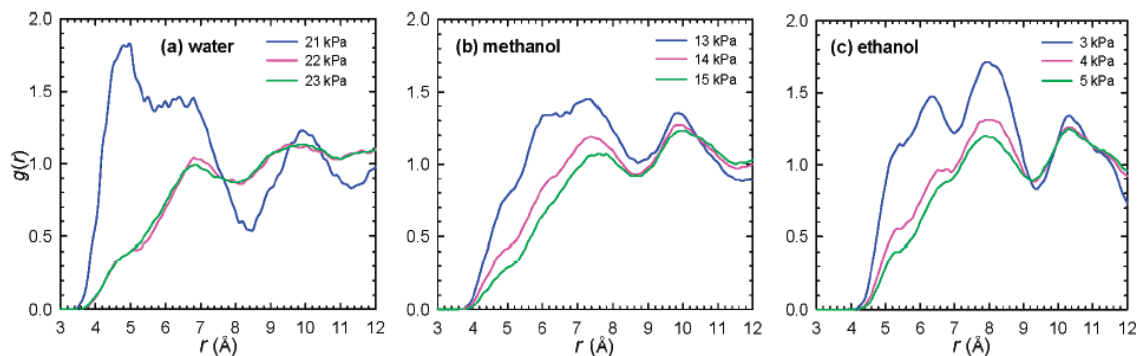 (a) water
21 kPa
22 kPa
23 kPa
g(r)
2.0
1.5
1.0
0.5
0.0
3 4 5 6 7 8 9 10 11 12
r (Å)
(b) methanol
13 kPa
14 kPa
15 kPa
2.0
1.5
1.0
0.5
0.0
3 4 5 6 7 8 9 10 11 12
r (Å)
(c) ethanol
3 kPa
4 kPa
5 kPa
2.0
1.5
1.0
0.5
0.0
3 4 5 6 7 8 9 10 11 12
r (Å)